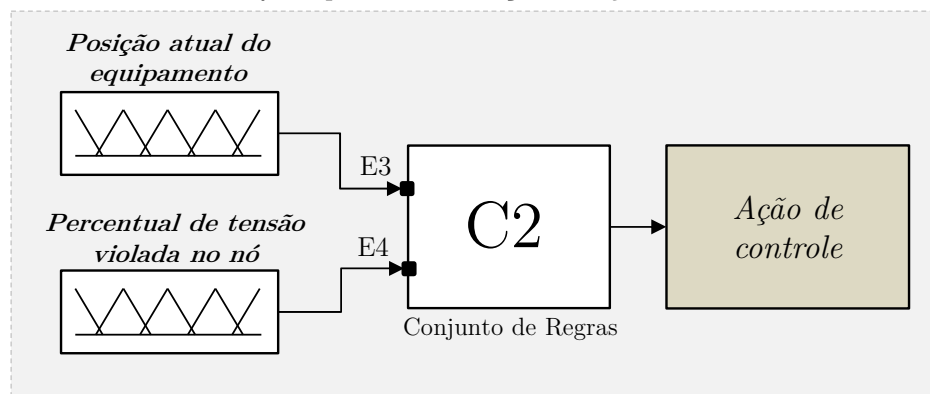 Posição atual do
equipamento
E3
Percentual de tensão
violada no nó
E4
C2
Conjunto de Regras
Ação de
controle